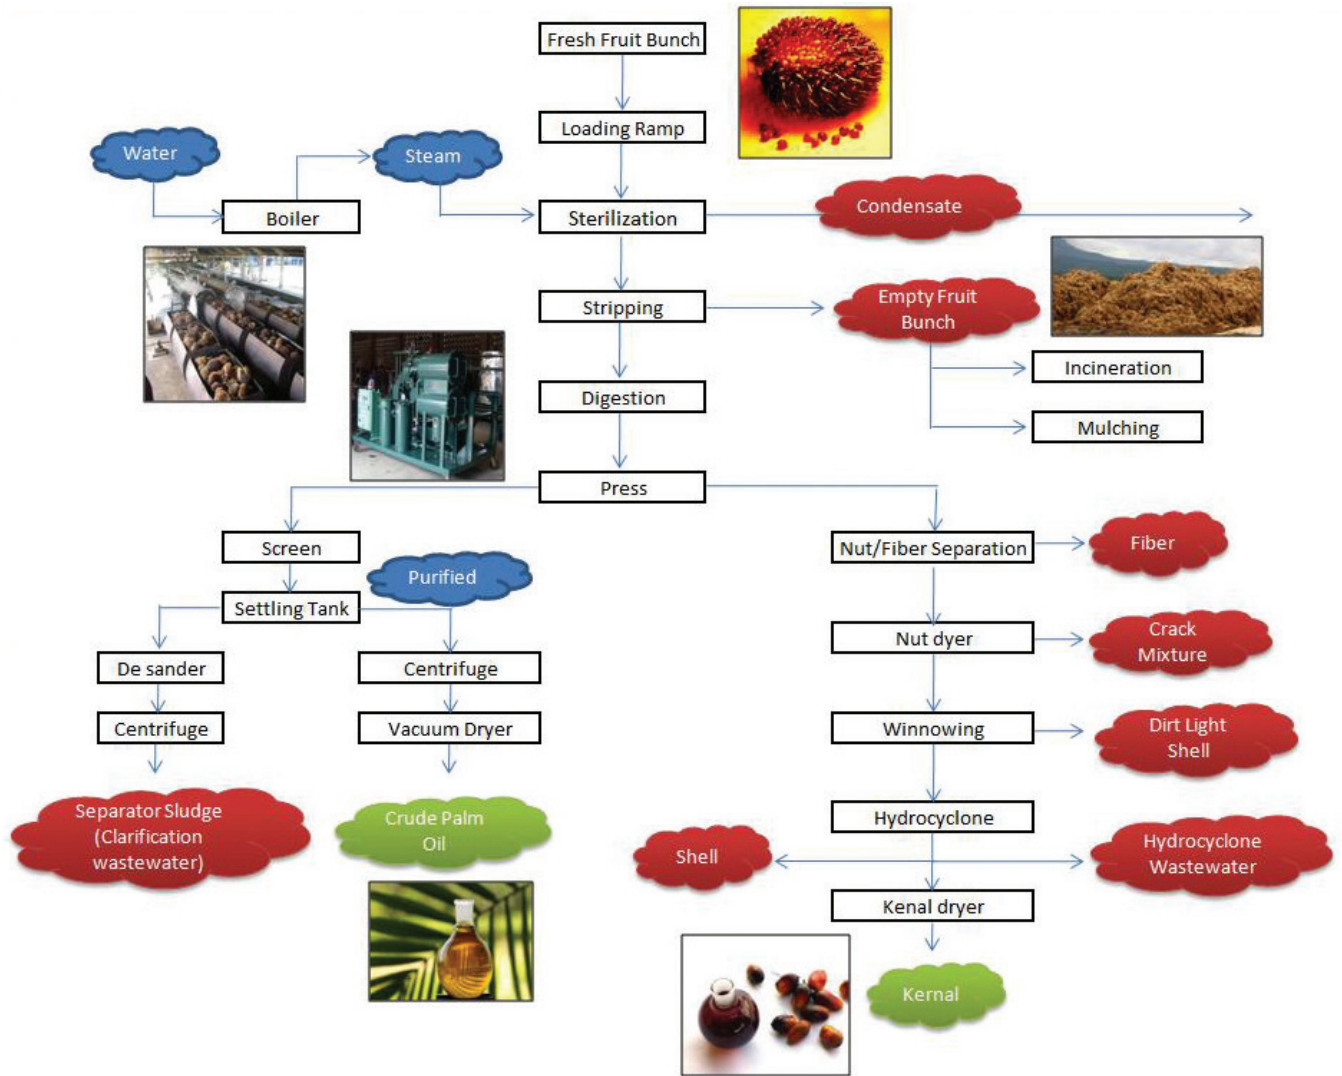 Fresh Fruit Bunch
Loading Ramp
Water
Steam
Boiler
Sterilization
Condensate
Stripping
Empty Fruit
Bunch
Incineration
Digestion
Mulching
Press
Screen
Nut/Fiber Separation
Fiber
Purified
Settling Tank
Nut dyer
Crack
Mixture
De sander
Centrifuge
Centrifuge
Vacuum Dryer
Winnowing
Dirt Light
Shell
Separator Sludge
(Clarification
wastewater)
Crude Palm
Oil
Hydrocyclone
Shell
Hydrocyclone
Wastewater
Kenal dryer
Kernal